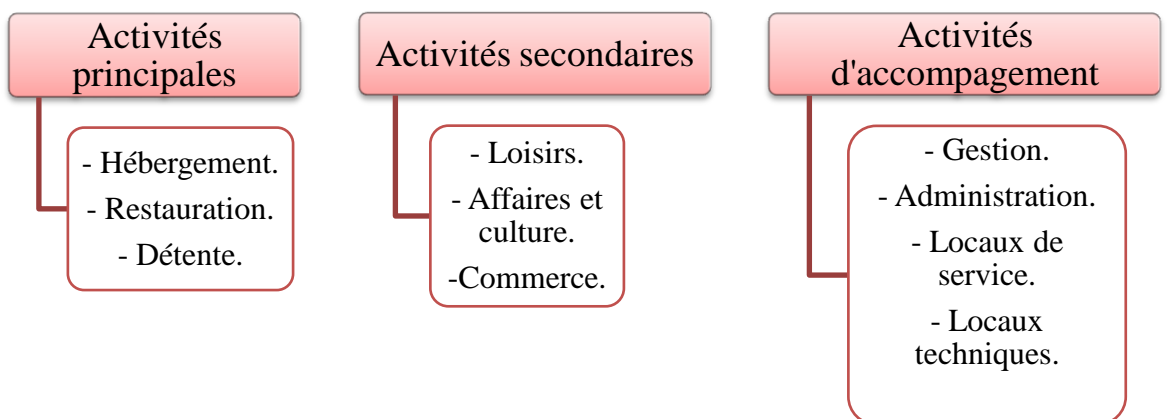 Activités
principales
- Hébergement.
- Restauration.
- Détente.
Activités secondaires
- Loisirs.
- Affaires et
culture.
-Commerce.
Activités
d'accompagement
- Gestion.
- Administration.
- Locaux de
service.
- Locaux
techniques.